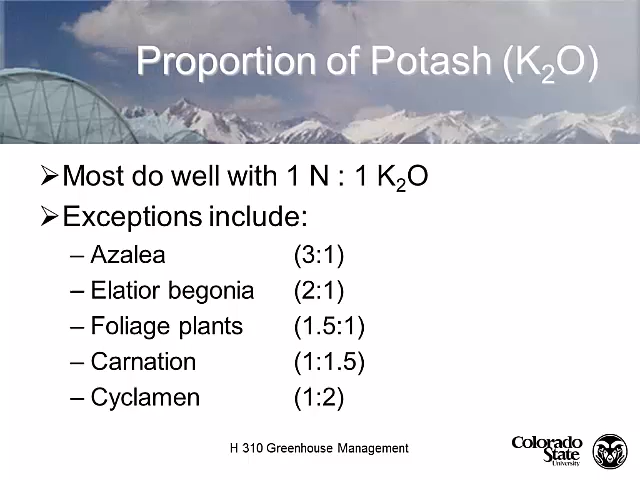 Proportion of Potash (K₂O)
➢Most do well with 1 N : 1 K₂O
➢Exceptions include:
– Azalea (3:1)
– Elatior begonia (2:1)
– Foliage plants (1.5:1)
– Carnation (1:1.5)
– Cyclamen (1:2)
H 310 Greenhouse Management
Colorado
State
University